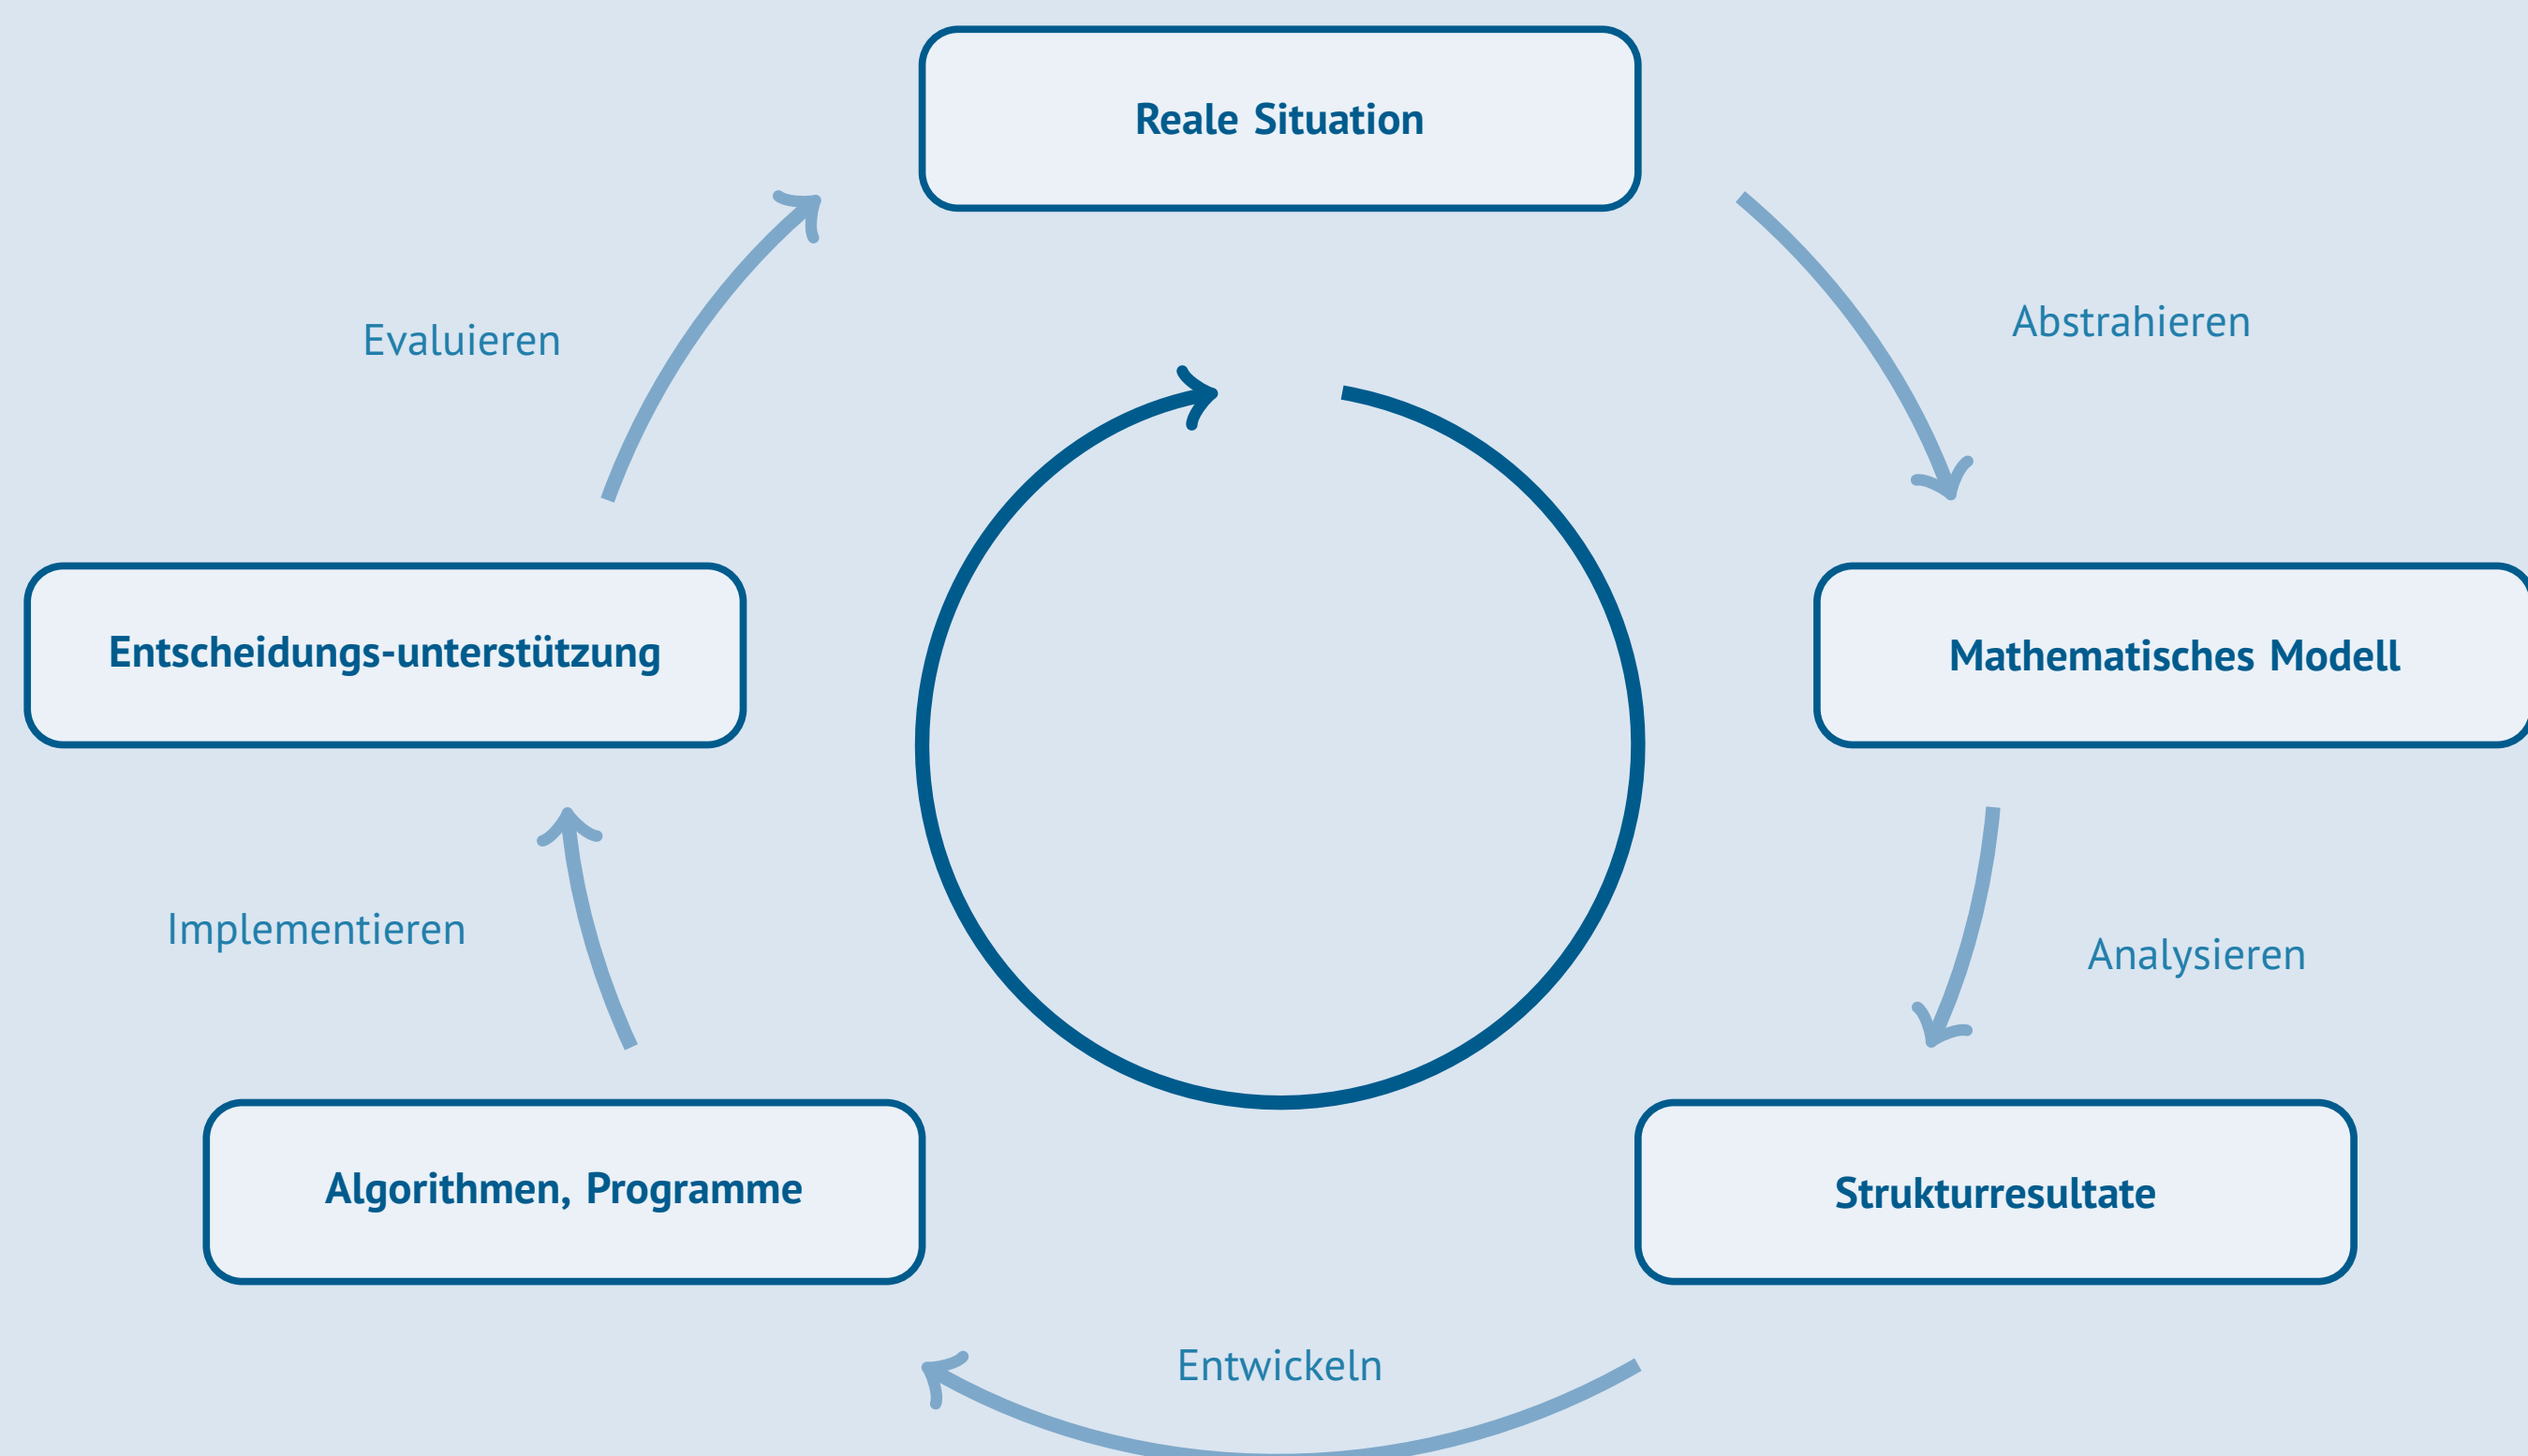 Reale Situation
Abstrahieren
Mathematisches Modell
Analysieren
Strukturresultate
Entwickeln
Algorithmen, Programme
Implementieren
Entscheidungs-unterstützung
Evaluieren